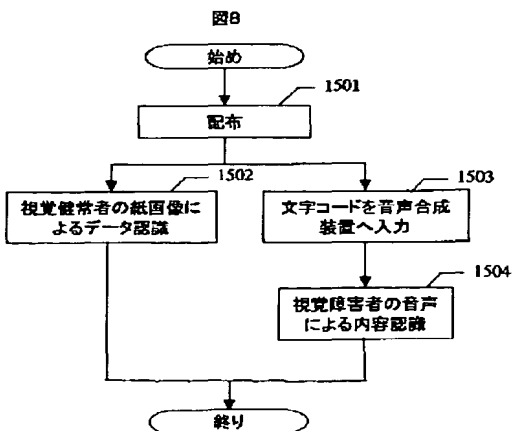 図8
始め
1501
配布
1502
視覚健常者の紙画像に
よるデータ認識
1503
文字コードを音声合成
装置へ入力
1504
視覚障害者の音声
による内容認識
終り